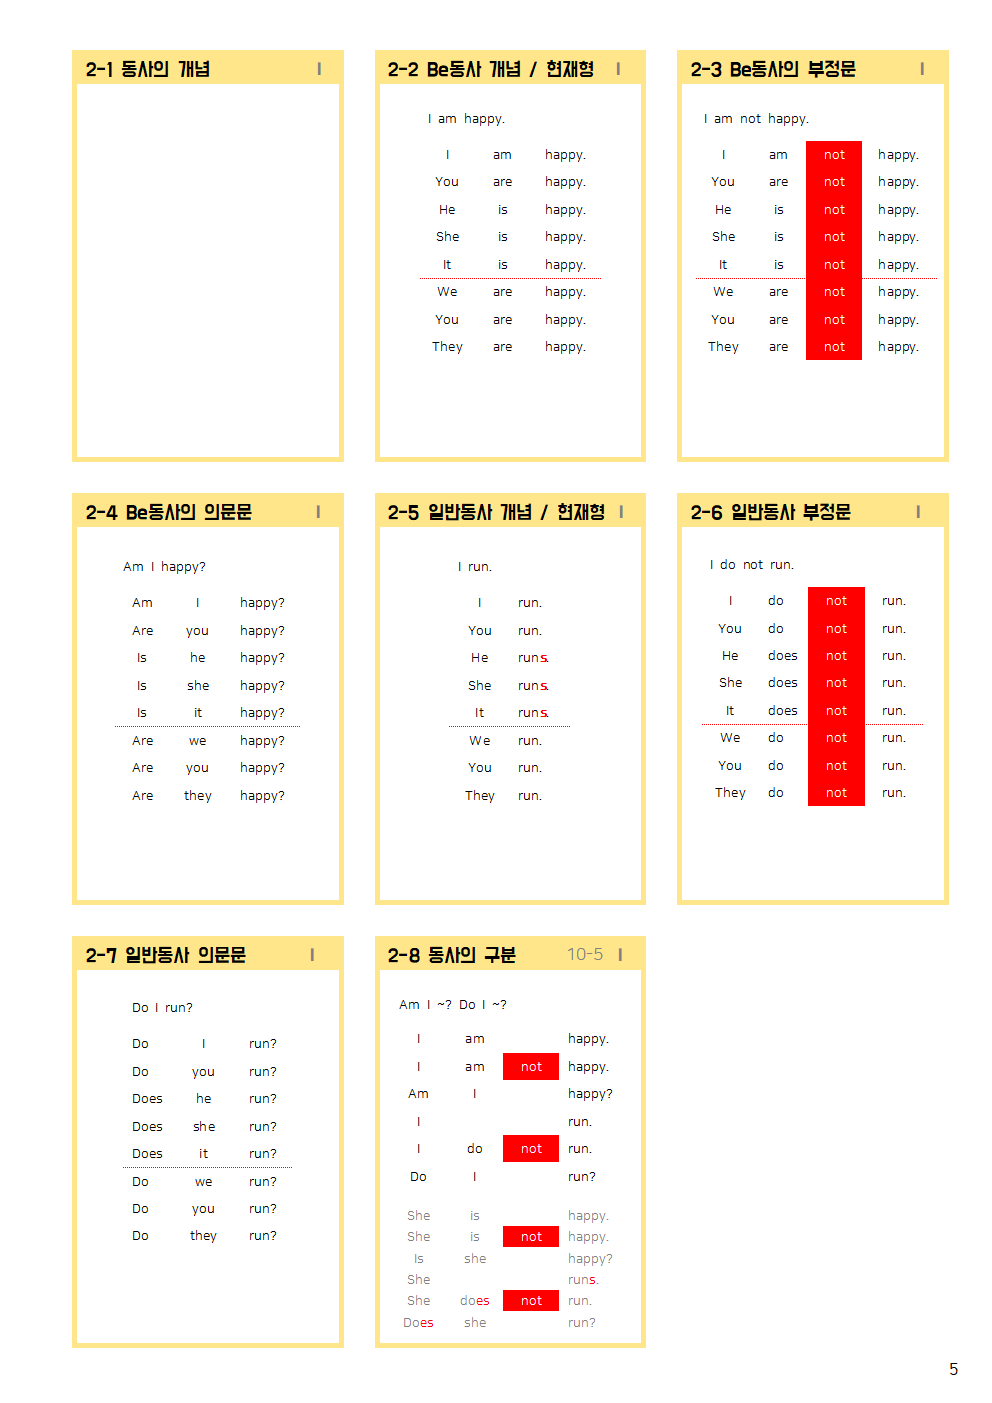 2-1 동사의 개념 I
2-2 Be동사 개념 / 현재형 I
I am happy.
I am happy.
You are happy.
He is happy.
She is happy.
It is happy.
We are happy.
You are happy.
They are happy.
2-3 Be동사의 부정문 I
I am not happy.
I am not happy.
You are not happy.
He is not happy.
She is not happy.
It is not happy.
We are not happy.
You are not happy.
They are not happy.
2-4 Be동사의 의문문 I
Am I happy?
Am I happy?
Are you happy?
Is he happy?
Is she happy?
Is it happy?
Are we happy?
Are you happy?
Are they happy?
2-5 일반동사 개념 / 현재형 I
I run.
I run.
You run.
He runs.
She runs.
It runs.
We run.
You run.
They run.
2-6 일반동사 부정문 I
I do not run.
I do not run.
You do not run.
He does not run.
She does not run.
It does not run.
We do not run.
You do not run.
They do not run.
2-7 일반동사 의문문 I
Do I run?
Do I run?
Do you run?
Does he run?
Does she run?
Does it run?
Do we run?
Do you run?
Do they run?
2-8 동사의 구분 10-5 I
Am I ~? Do I ~?
I am happy.
I am not happy.
Am I happy?
I run.
I do not run.
Do I run?
She is happy.
She is not happy.
Is she happy?
She runs.
She does not run.
Does she run?
5